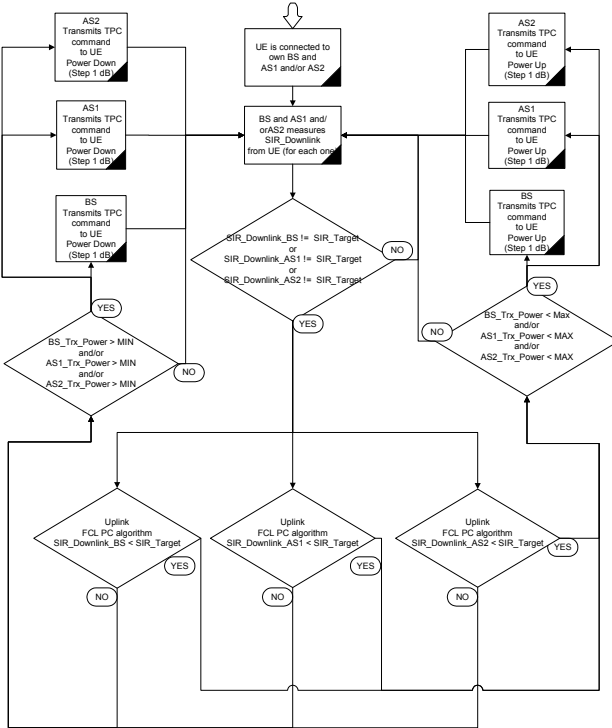 AS2
Transmits TPC
command
to UE
Power Down
(Step 1 dB)
UE is connected to
own BS and
AS1 and/or AS2
AS2
Transmits TPC
command
to UE
Power Up
(Step 1 dB)
AS1
Transmits TPC
command
to UE
Power Down
(Step 1 dB)
BS and AS1 and/
orAS2 measures
SIR_Downlink
from UE (for each one)
AS1
Transmits TPC
command
to UE
Power Up
(Step 1 dB)
BS
Transmits TPC
command
to UE
Power Down
(Step 1 dB)
BS
Transmits TPC
command
to UE
Power Up
(Step 1 dB)
SIR_Downlink_BS != SIR_Target
or
SIR_Downlink_AS1 != SIR_Target
or
SIR_Downlink_AS2 != SIR_Target
NO
YES
YES
BS_Trx_Power > MIN
and/or
AS1_Trx_Power > MIN
and/or
AS2_Trx_Power > MIN
NO
YES
NO
BS_Trx_Power < Max
and/or
AS1_Trx_Power < MAX
and/or
AS2_Trx_Power < MAX
Uplink
FCL PC algorithm
SIR_Downlink_BS < SIR_Target
YES
NO
Uplink
FCL PC algorithm
SIR_Downlink_AS1 < SIR_Target
YES
NO
Uplink
FCL PC algorithm
SIR_Downlink_AS2 < SIR_Target
YES
NO